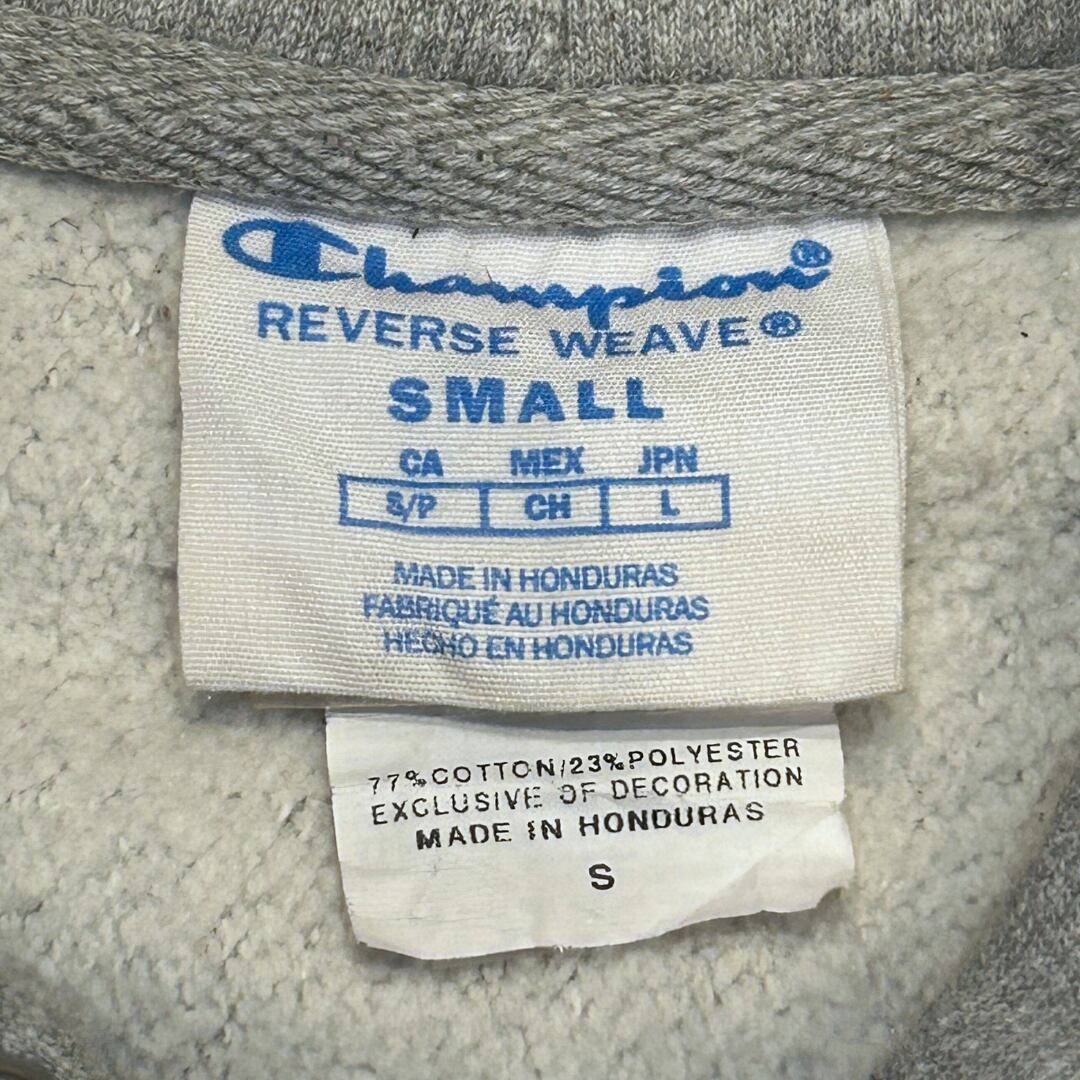 Champion®
REVERSE WEAVE®
SMALL
CA MEX JPN
S/P CH L
MADE IN HONDURAS
FABRIQUÉ AU HONDURAS
HECHO EN HONDURAS
77% COTTON/23% POLYESTER
EXCLUSIVE OF DECORATION
MADE IN HONDURAS
S